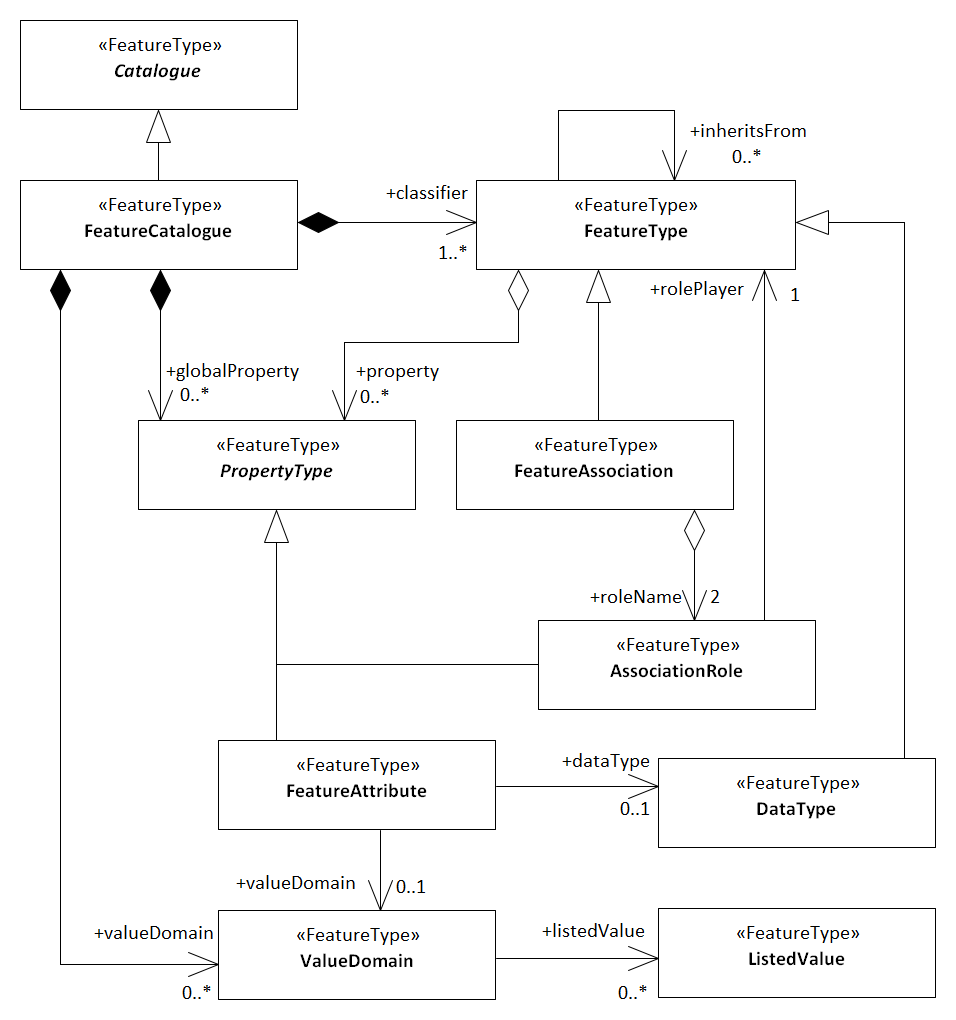 «FeatureType»
Catalogue
+inheritsFrom
0..*
«FeatureType»
FeatureCatalogue
+classifier
1..*
«FeatureType»
FeatureType
+rolePlayer
1
+globalProperty
0..*
+property
0..*
«FeatureType»
PropertyType
«FeatureType»
FeatureAssociation
+roleName
2
«FeatureType»
AssociationRole
«FeatureType»
FeatureAttribute
+dataType
0..1
«FeatureType»
DataType
+valueDomain
0..1
+valueDomain
0..*
«FeatureType»
ValueDomain
+listedValue
0..*
«FeatureType»
ListedValue